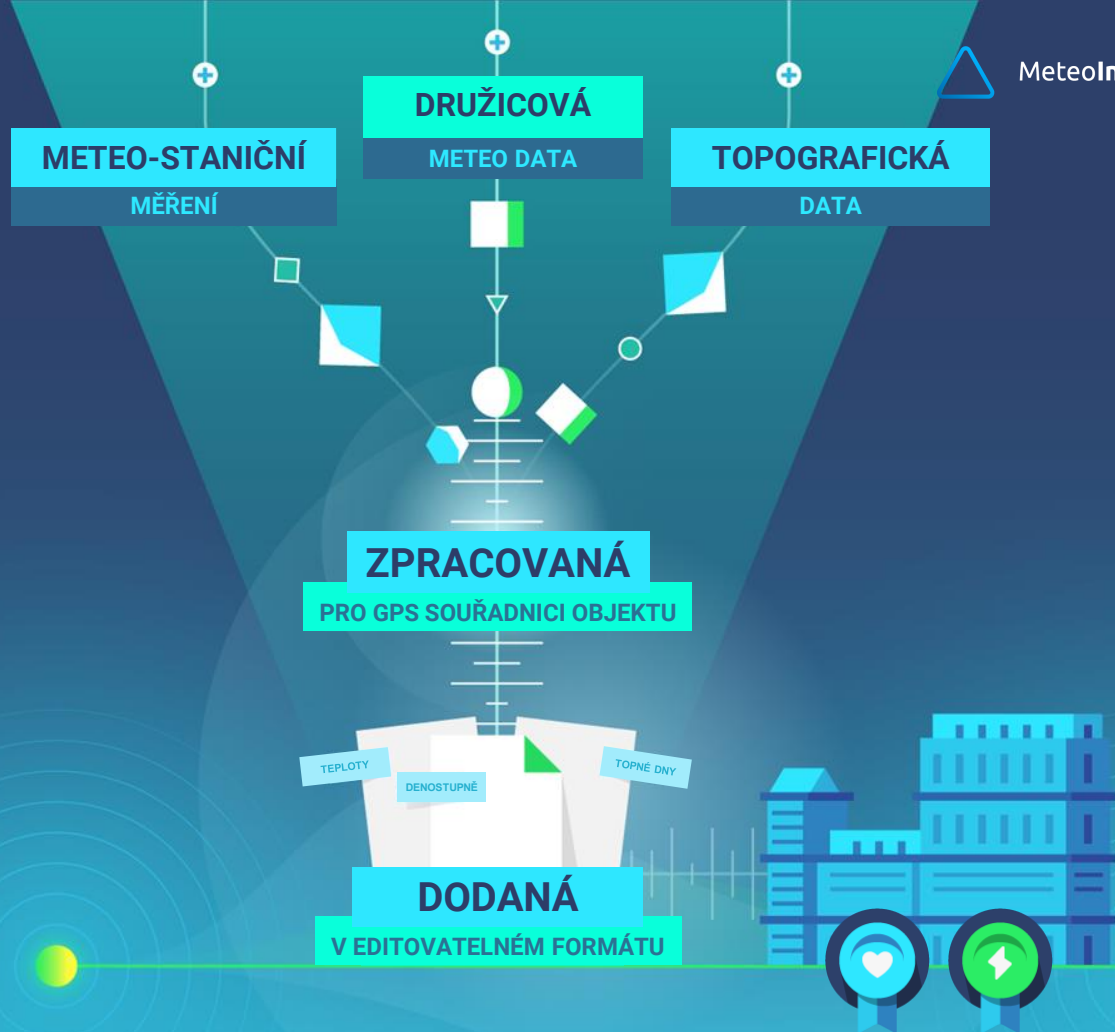 MeteoIn
DRUŽICOVÁ
METEO DATA
METEO-STANIČNÍ
MĚŘENÍ
TOPOGRAFICKÁ
DATA
ZPRACOVANÁ
PRO GPS SOUŘADNICI OBJEKTU
TEPLOTY
DENOSTUPNĚ
TOPNÉ DNY
DODANÁ
V EDITOVATELNÉM FORMÁTU